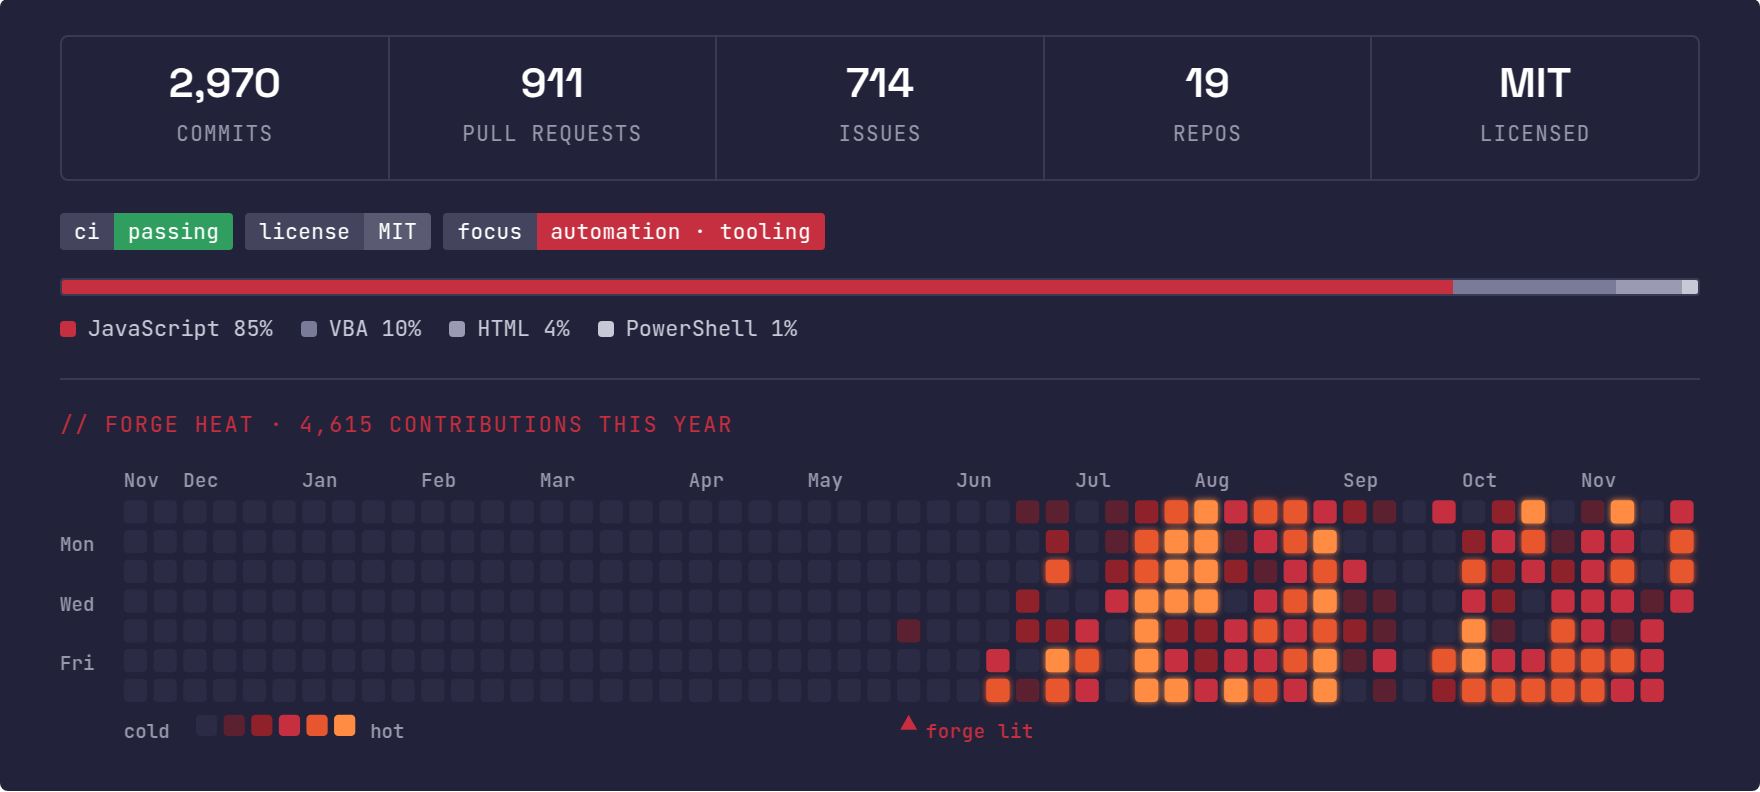 2,970 911 714 19 MIT
COMMITS PULL REQUESTS ISSUES REPOS LICENSED
ci passing license MIT focus automation · tooling
JavaScript 85% VBA 10% HTML 4% PowerShell 1%
// FORGE HEAT · 4,615 CONTRIBUTIONS THIS YEAR
Nov Dec Jan Feb Mar Apr May Jun Jul Aug Sep Oct Nov
Mon
Wed
Fri
cold hot forge lit